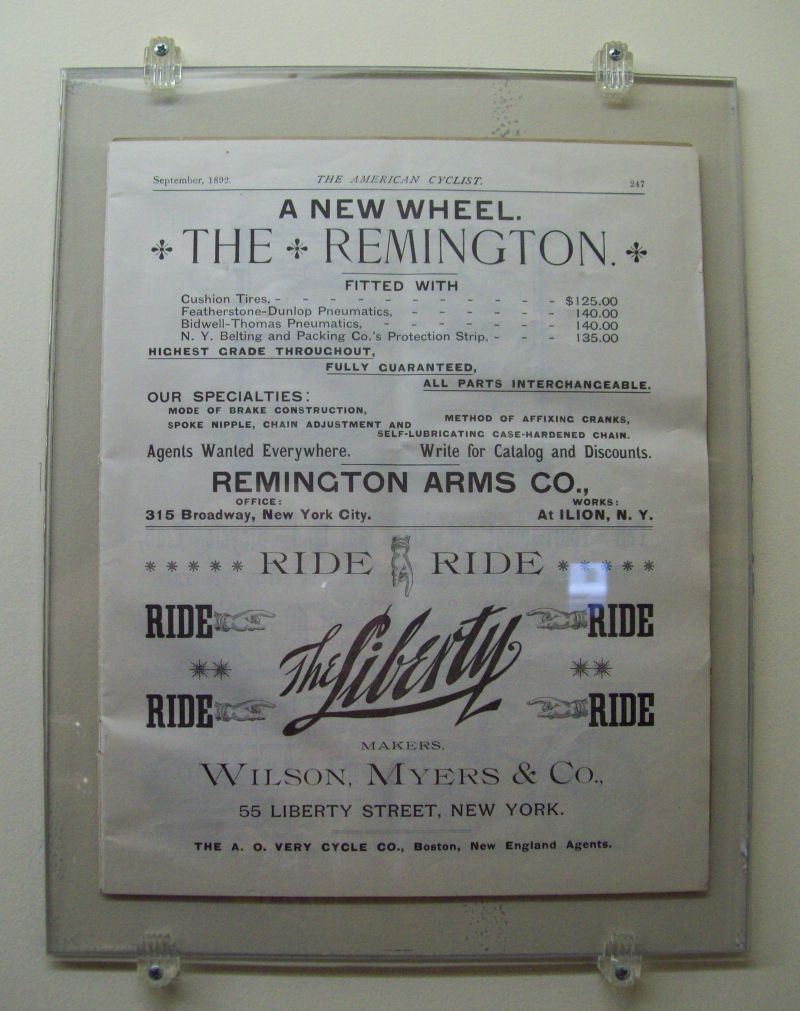 September, 1892. THE AMERICAN CYCLIST. 247
A NEW WHEEL.
THE REMINGTON.
FITTED WITH
Cushion Tires, - - - - - - - - - - - $125.00
Featherstone-Dunlop Pneumatics, - - - - - - 140.00
Bidwell-Thomas Pneumatics, - - - - - - - 140.00
N. Y. Belting and Packing Co.'s Protection Strip, - - - 135.00
HIGHEST GRADE THROUGHOUT,
FULLY GUARANTEED,
ALL PARTS INTERCHANGEABLE.
OUR SPECIALTIES:
MODE OF BRAKE CONSTRUCTION,
METHOD OF AFFIXING CRANKS,
SPOKE NIPPLE, CHAIN ADJUSTMENT AND
SELF-LUBRICATING CASE-HARDENED CHAIN.
Agents Wanted Everywhere. Write for Catalog and Discounts.
REMINGTON ARMS CO.,
OFFICE: WORKS:
315 Broadway, New York City. At ILION, N. Y.
RIDE RIDE
RIDE RIDE
The Liberty
RIDE RIDE
MAKERS,
WILSON, MYERS & CO.,
55 LIBERTY STREET, NEW YORK.
THE A. O. VERY CYCLE CO., Boston, New England Agents.